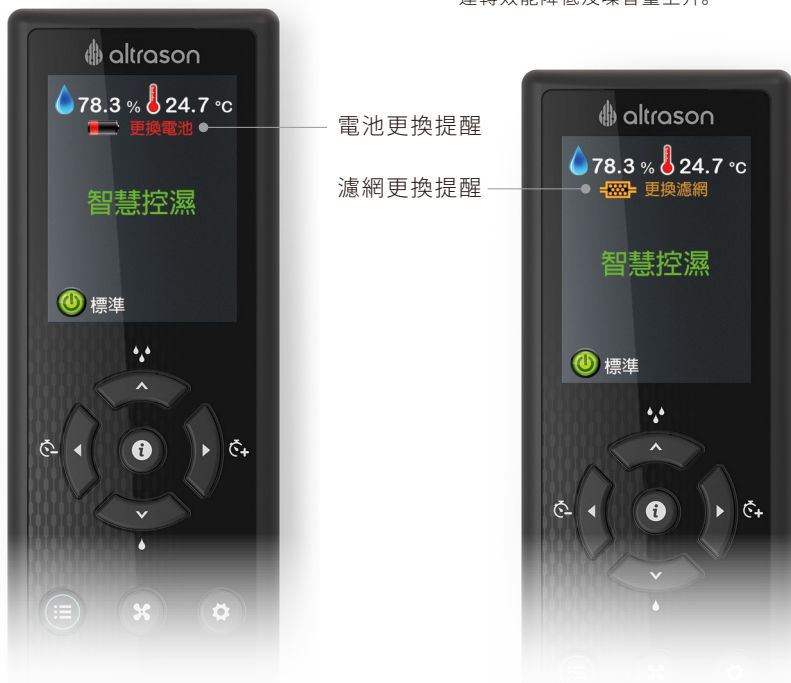 altrason
78.3 % 24.7 °C
更換電池
智慧控濕
標準
電池更換提醒
濾網更換提醒
altrason
78.3 % 24.7 °C
更換濾網
智慧控濕
標準